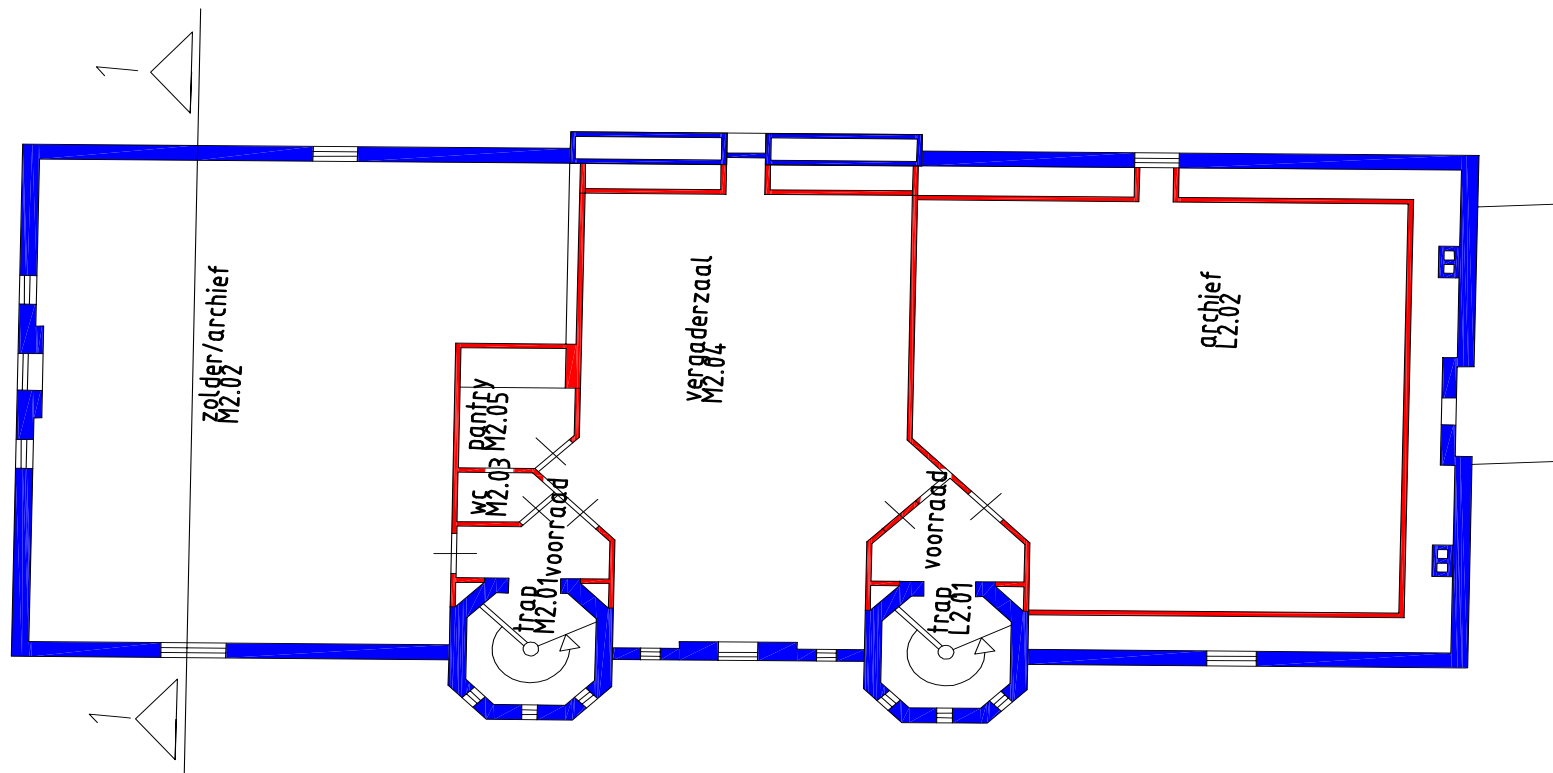 1
zolder/archief
M2.02
pantry
M2.05
wc
M2.03
voorraad
trap
M2.01
vergaderzaal
M2.04
voorraad
trap
L2.01
archief
L2.02
1